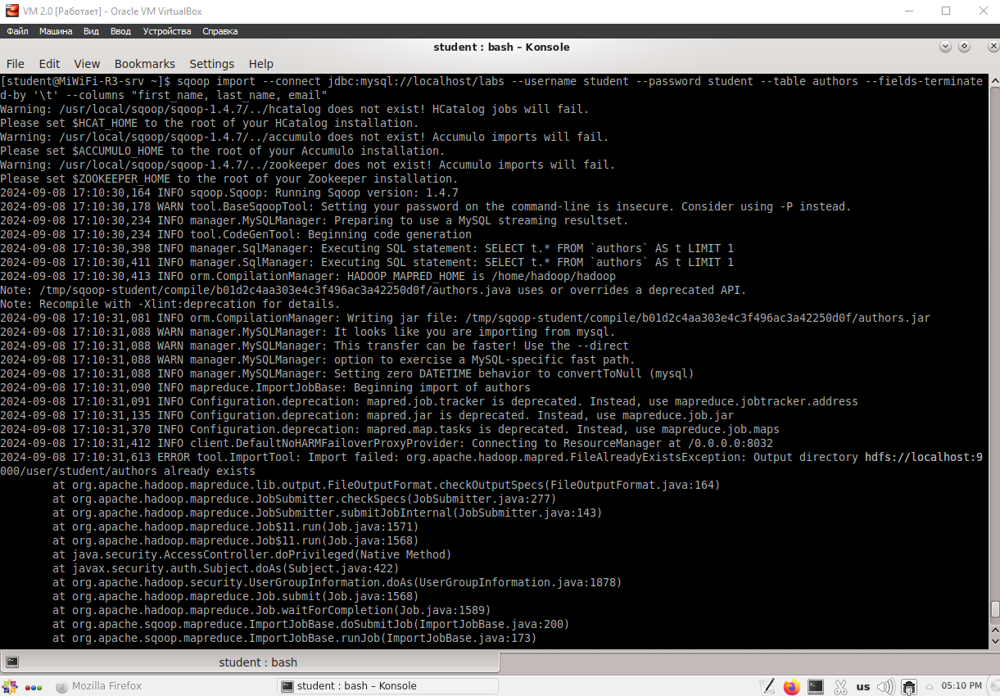 VM 2.0 [Работает] - Oracle VM VirtualBox
Файл Машина Вид Ввод Устройства Справка
student : bash – Konsole
File Edit View Bookmarks Settings Help
[student@MiWiFi-R3-srv ~]$ sqoop import --connect jdbc:mysql://localhost/labs --username student --password student --table authors --fields-terminate
d-by '\t' --columns "first_name, last_name, email"
Warning: /usr/local/sqoop/sqoop-1.4.7/../hcatalog does not exist! HCatalog jobs will fail.
Please set $HCAT_HOME to the root of your HCatalog installation.
Warning: /usr/local/sqoop/sqoop-1.4.7/../accumulo does not exist! Accumulo imports will fail.
Please set $ACCUMULO_HOME to the root of your Accumulo installation.
Warning: /usr/local/sqoop/sqoop-1.4.7/../zookeeper does not exist! Accumulo imports will fail.
Please set $ZOOKEEPER_HOME to the root of your Zookeeper installation.
2024-09-08 17:10:30,164 INFO sqoop.Sqoop: Running Sqoop version: 1.4.7
2024-09-08 17:10:30,178 WARN tool.BaseSqoopTool: Setting your password on the command-line is insecure. Consider using -P instead.
2024-09-08 17:10:30,234 INFO manager.MySQLManager: Preparing to use a MySQL streaming resultset.
2024-09-08 17:10:30,234 INFO tool.CodeGenTool: Beginning code generation
2024-09-08 17:10:30,398 INFO manager.SqlManager: Executing SQL statement: SELECT t.* FROM `authors` AS t LIMIT 1
2024-09-08 17:10:30,411 INFO manager.SqlManager: Executing SQL statement: SELECT t.* FROM `authors` AS t LIMIT 1
2024-09-08 17:10:30,413 INFO orm.CompilationManager: HADOOP_MAPRED_HOME is /home/hadoop/hadoop
Note: /tmp/sqoop-student/compile/b01d2c4aa303e4c3f496ac3a42250d0f/authors.java uses or overrides a deprecated API.
Note: Recompile with -Xlint:deprecation for details.
2024-09-08 17:10:31,081 INFO orm.CompilationManager: Writing jar file: /tmp/sqoop-student/compile/b01d2c4aa303e4c3f496ac3a42250d0f/authors.jar
2024-09-08 17:10:31,088 WARN manager.MySQLManager: It looks like you are importing from mysql.
2024-09-08 17:10:31,088 WARN manager.MySQLManager: This transfer can be faster! Use the --direct
2024-09-08 17:10:31,088 WARN manager.MySQLManager: option to exercise a MySQL-specific fast path.
2024-09-08 17:10:31,088 INFO manager.MySQLManager: Setting zero DATETIME behavior to convertToNull (mysql)
2024-09-08 17:10:31,090 INFO mapreduce.ImportJobBase: Beginning import of authors
2024-09-08 17:10:31,091 INFO Configuration.deprecation: mapred.job.tracker is deprecated. Instead, use mapreduce.jobtracker.address
2024-09-08 17:10:31,135 INFO Configuration.deprecation: mapred.jar is deprecated. Instead, use mapreduce.job.jar
2024-09-08 17:10:31,370 INFO Configuration.deprecation: mapred.map.tasks is deprecated. Instead, use mapreduce.job.maps
2024-09-08 17:10:31,412 INFO client.DefaultNoHARMFailoverProxyProvider: Connecting to ResourceManager at /0.0.0.0:8032
2024-09-08 17:10:31,613 ERROR tool.ImportTool: Import failed: org.apache.hadoop.mapred.FileAlreadyExistsException: Output directory hdfs://localhost:9
000/user/student/authors already exists
at org.apache.hadoop.mapreduce.lib.output.FileOutputFormat.checkOutputSpecs(FileOutputFormat.java:164)
at org.apache.hadoop.mapreduce.JobSubmitter.checkSpecs(JobSubmitter.java:277)
at org.apache.hadoop.mapreduce.JobSubmitter.submitJobInternal(JobSubmitter.java:143)
at org.apache.hadoop.mapreduce.Job$11.run(Job.java:1571)
at org.apache.hadoop.mapreduce.Job$11.run(Job.java:1568)
at java.security.AccessController.doPrivileged(Native Method)
at javax.security.auth.Subject.doAs(Subject.java:422)
at org.apache.hadoop.security.UserGroupInformation.doAs(UserGroupInformation.java:1878)
at org.apache.hadoop.mapreduce.Job.submit(Job.java:1568)
at org.apache.hadoop.mapreduce.Job.waitForCompletion(Job.java:1589)
at org.apache.sqoop.mapreduce.ImportJobBase.doSubmitJob(ImportJobBase.java:200)
at org.apache.sqoop.mapreduce.ImportJobBase.runJob(ImportJobBase.java:173)
student : bash
Mozilla Firefox student : bash – Konsole us 05:10 PM